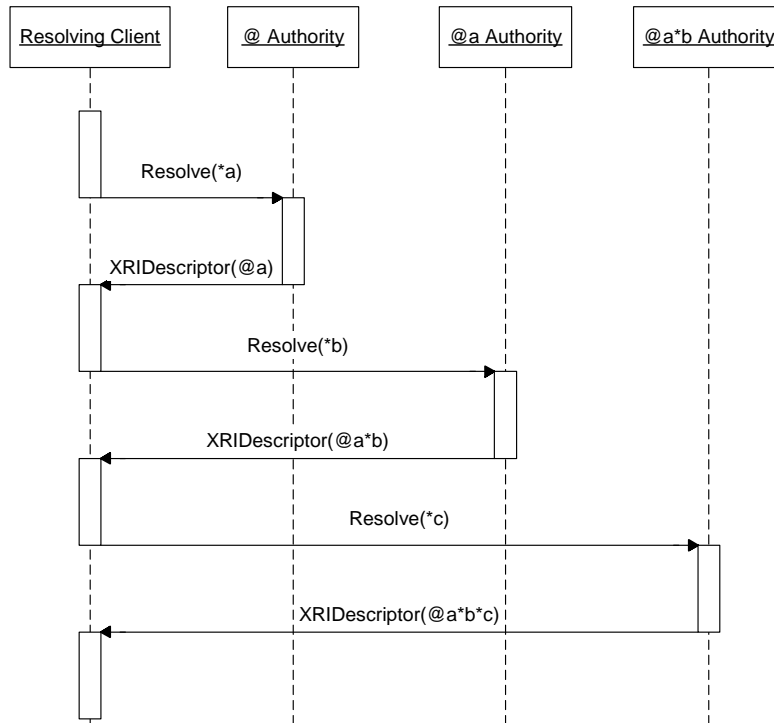 Resolving Client
@ Authority
@a Authority
@a*b Authority
Resolve(*a)
XRIDescriptor(@a)
Resolve(*b)
XRIDescriptor(@a*b)
Resolve(*c)
XRIDescriptor(@a*b*c)